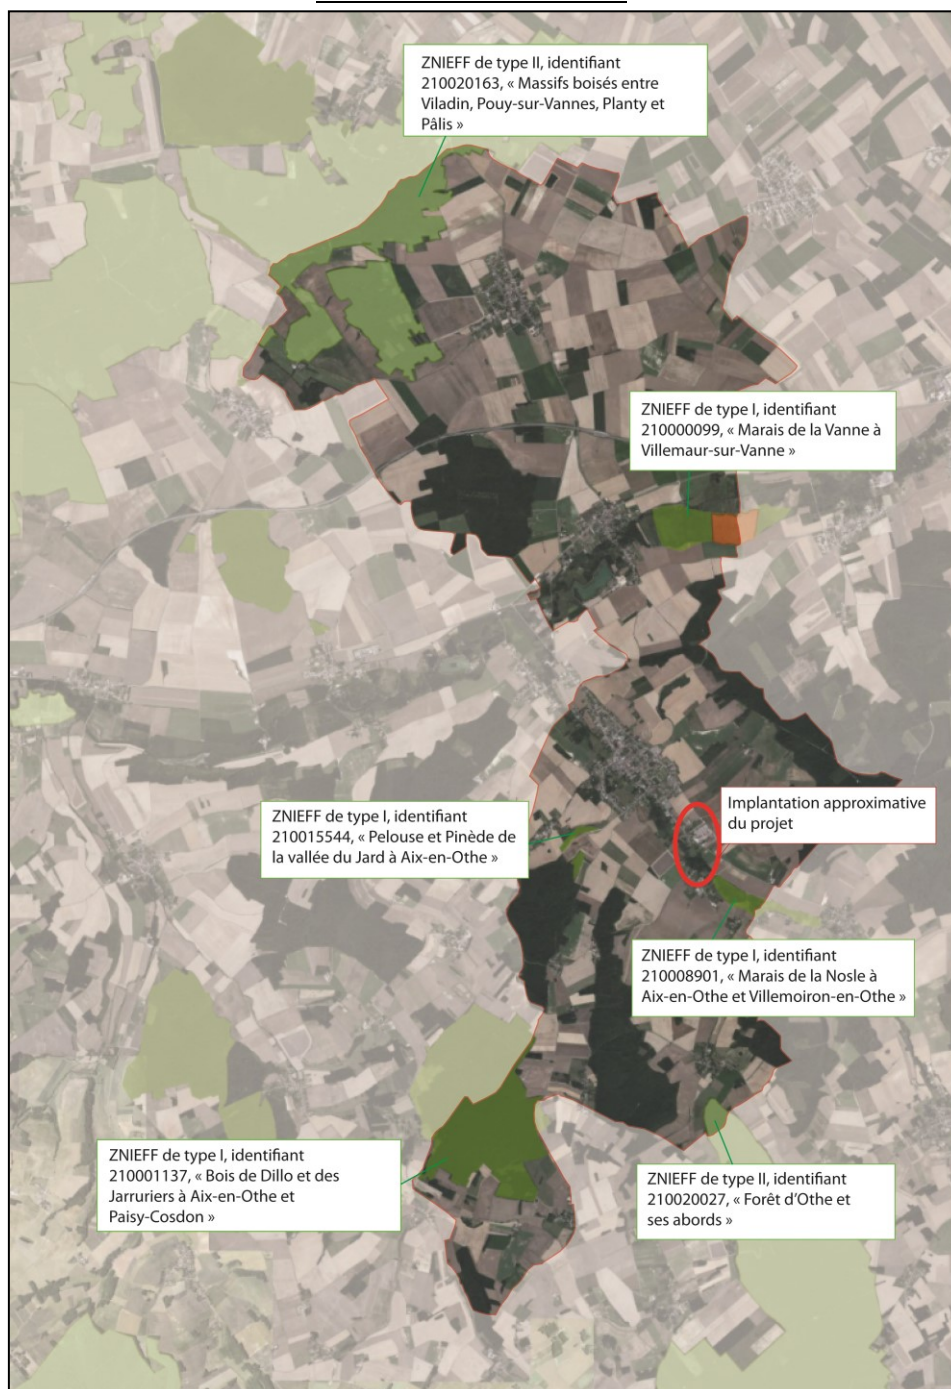 ZNIEFF de type II, identifiant
210020163, « Massifs boisés entre
Viladin, Pouy-sur-Vannes, Planty et
Pâlis »
ZNIEFF de type I, identifiant
210000099, « Marais de la Vanne à
Villemaur-sur-Vanne »
Implantation approximative
du projet
ZNIEFF de type I, identifiant
210015544, « Pelouse et Pinède de
la vallée du Jard à Aix-en-Othe »
ZNIEFF de type I, identifiant
210008901, « Marais de la Nosle à
Aix-en-Othe et Villemoiron-en-Othe »
ZNIEFF de type I, identifiant
210001137, « Bois de Dillo et des
Jarruriers à Aix-en-Othe et
Paisy-Cosdon »
ZNIEFF de type II, identifiant
210020027, « Forêt d'Othe et
ses abords »